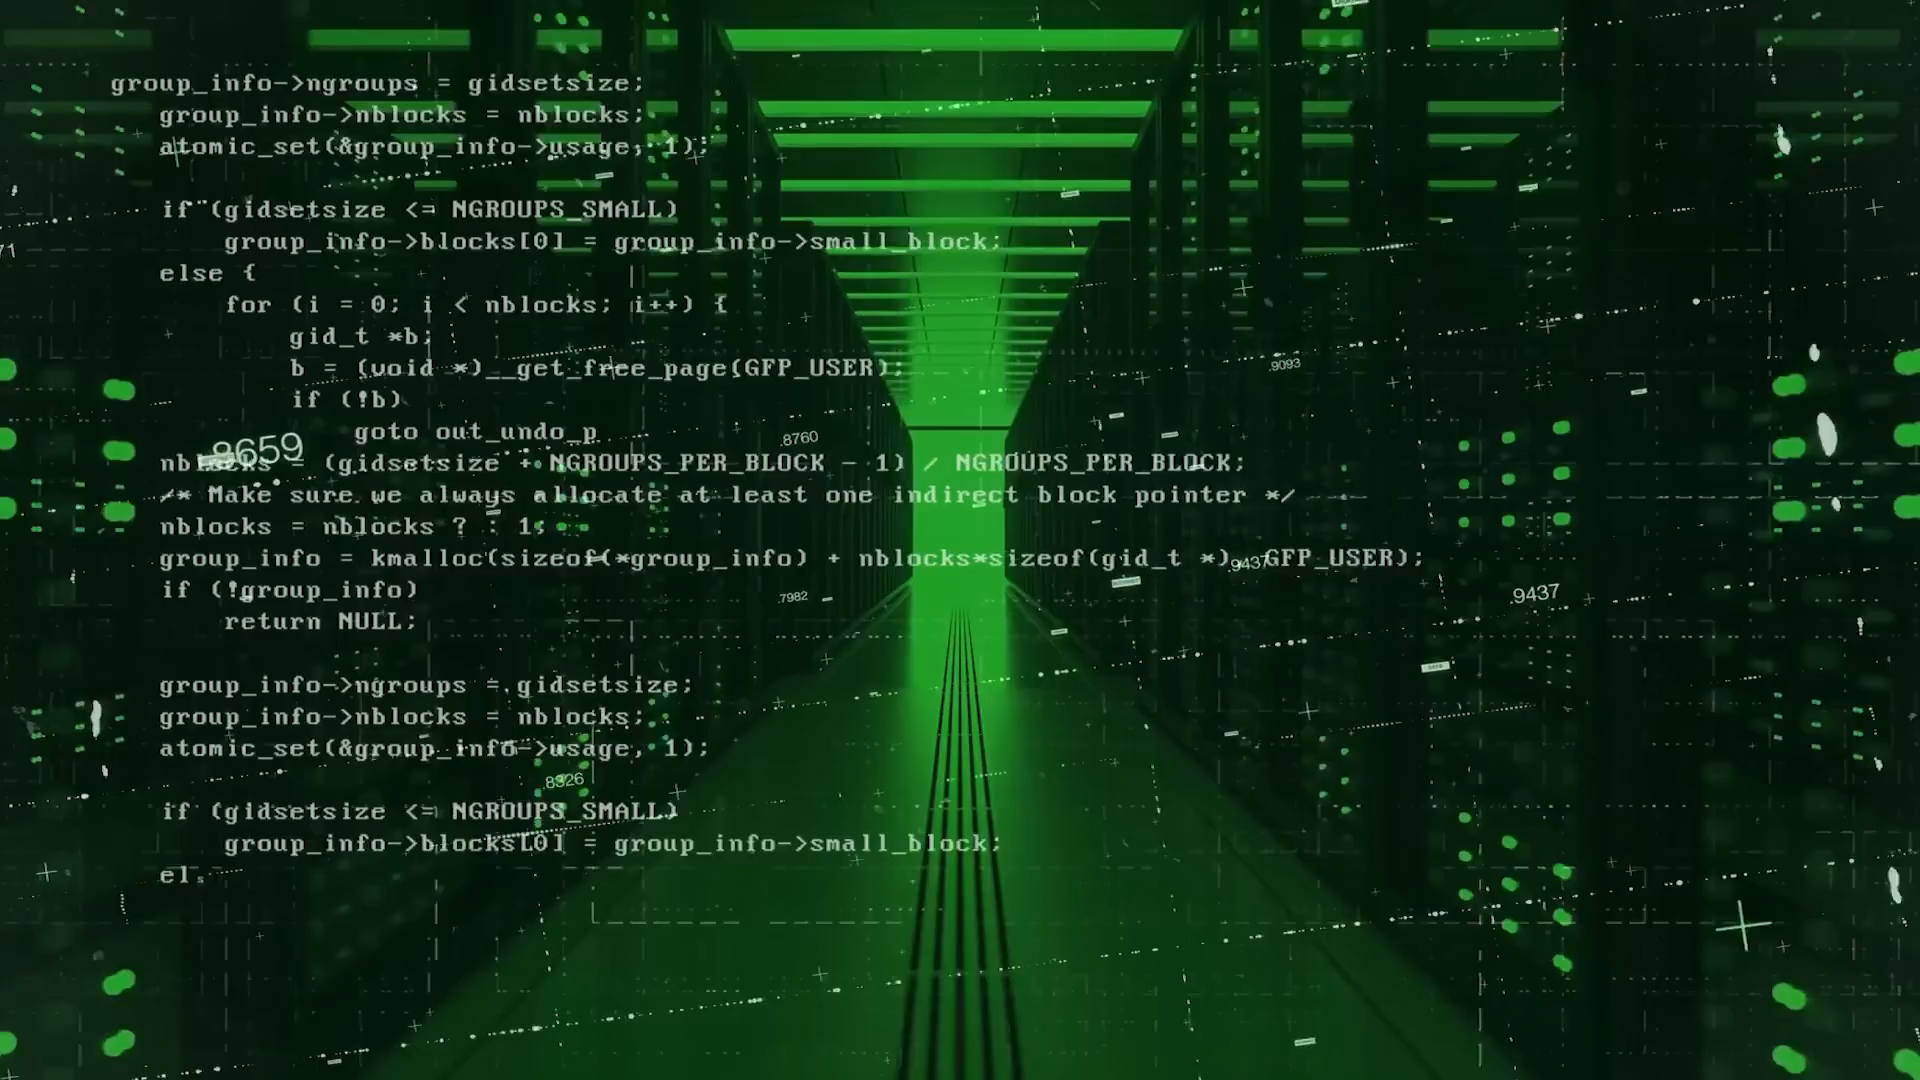 group_info->ngroups = gidsetsize;
group_info->nblocks = nblocks;
atomic_set(&group_info->usage, 1);
if (gidsetsize <= NGROUPS_SMALL)
group_info->blocks[0] = group_info->small_block;
else {
for (i = 0; i < nblocks; i++) {
gid_t *b;
b = (void *)__get_free_page(GFP_USER);
if (!b)
goto out_undo_p
.8659
.8760
.9093
nblocks = (gidsetsize + NGROUPS_PER_BLOCK - 1) / NGROUPS_PER_BLOCK;
/* Make sure we always allocate at least one indirect block pointer */
nblocks = nblocks ? : 1;
group_info = kmalloc(sizeof(*group_info) + nblocks*sizeof(gid_t *), GFP_USER);
.9437
if (!group_info)
.7982
.9437
return NULL;
group_info->ngroups = gidsetsize;
group_info->nblocks = nblocks;
atomic_set(&group_info->usage, 1);
.8326
if (gidsetsize <= NGROUPS_SMALL)
group_info->blocks[0] = group_info->small_block;
el